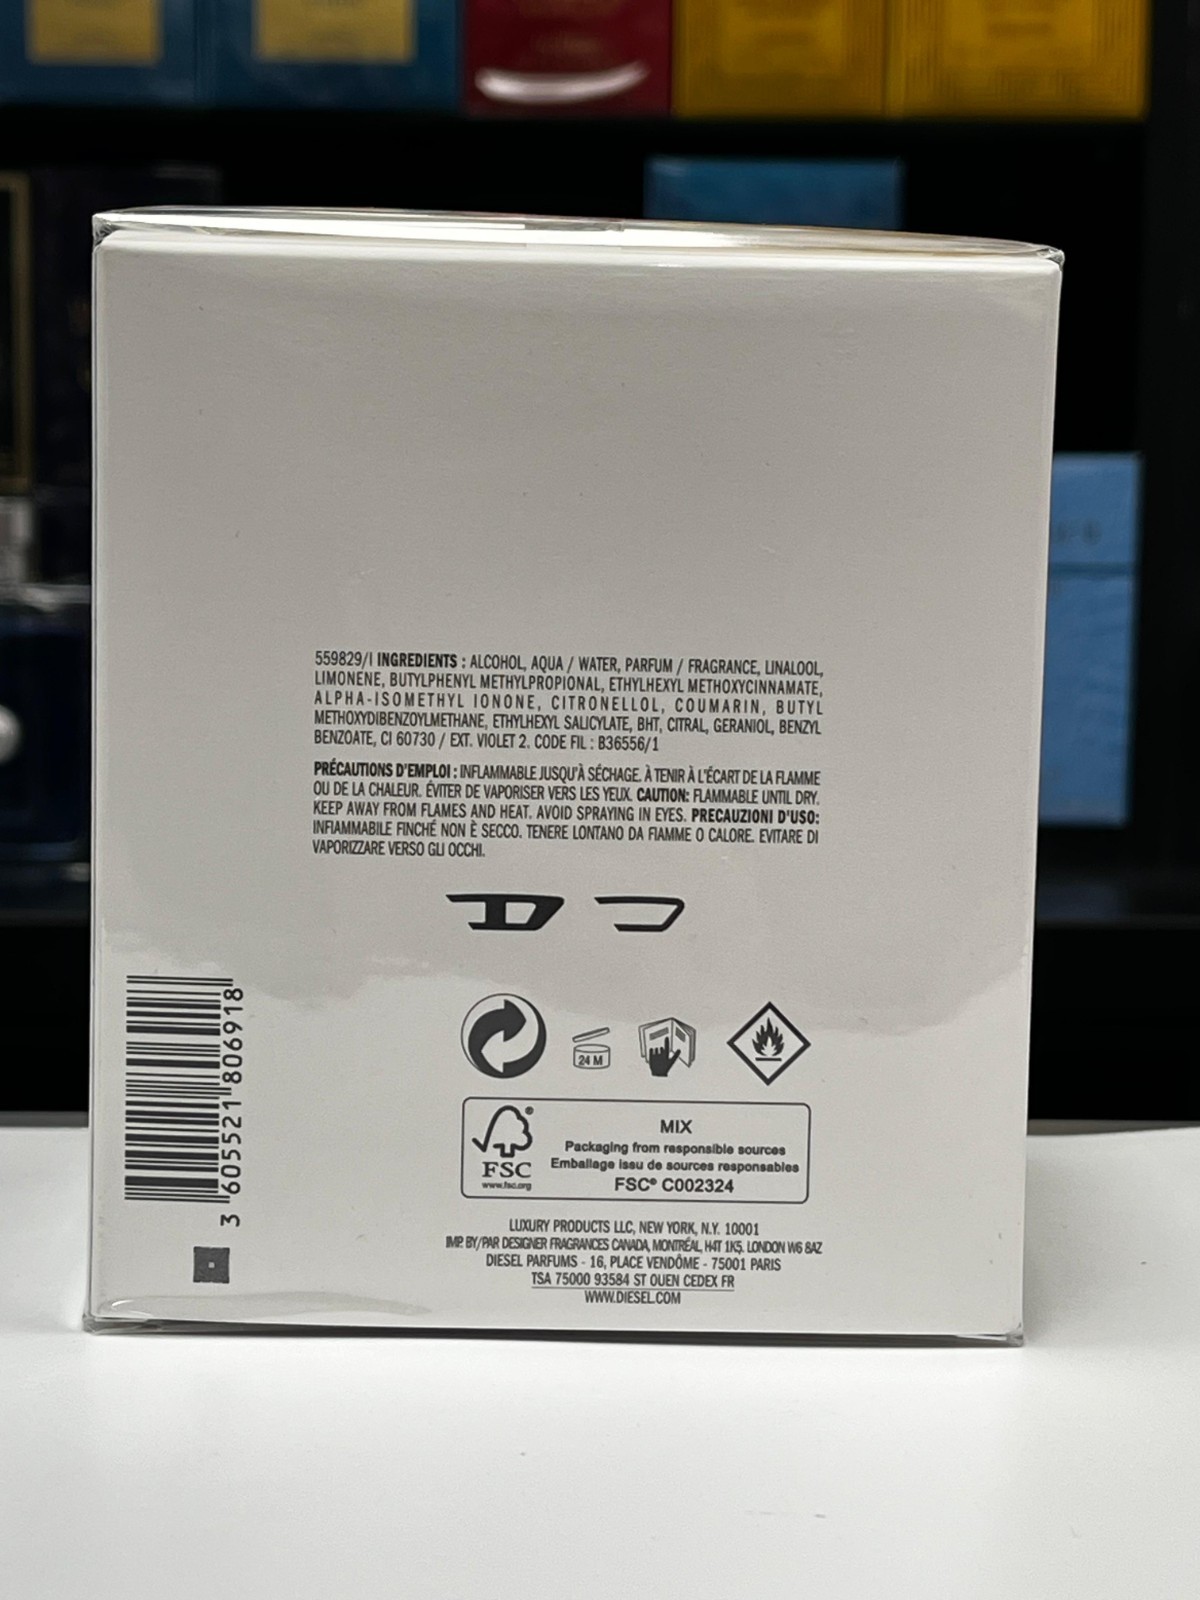 559829/I INGREDIENTS : ALCOHOL, AQUA / WATER, PARFUM / FRAGRANCE, LINALOOL,
LIMONENE, BUTYLPHENYL METHYLPROPIONAL, ETHYLHEXYL METHOXYCINNAMATE,
ALPHA-ISOMETHYL IONONE, CITRONELLOL, COUMARIN, BUTYL
METHOXYDIBENZOYLMETHANE, ETHYLHEXYL SALICYLATE, BHT, CITRAL, GERANIOL, BENZYL
BENZOATE, CI 60730 / EXT. VIOLET 2. CODE FIL : B36556/1
PRÉCAUTIONS D'EMPLOI : INFLAMMABLE JUSQU'À SÉCHAGE. À TENIR À L'ÉCART DE LA FLAMME
OU DE LA CHALEUR. ÉVITER DE VAPORISER VERS LES YEUX. CAUTION: FLAMMABLE UNTIL DRY.
KEEP AWAY FROM FLAMES AND HEAT. AVOID SPRAYING IN EYES. PRECAUZIONI D'USO:
INFIAMMABILE FINCHÉ NON È SECCO. TENERE LONTANO DA FIAMME O CALORE. EVITARE DI
VAPORIZZARE VERSO GLI OCCHI.
24 M
3 605521 806918
FSC®
www.fsc.org
MIX
Packaging from responsible sources
Emballage issu de sources responsables
FSC® C002324
LUXURY PRODUCTS LLC, NEW YORK, N.Y. 10001
IMP. BY/PAR DESIGNER FRAGRANCES CANADA, MONTRÉAL, H4T 1K5. LONDON W6 8AZ
DIESEL PARFUMS - 16, PLACE VENDÔME - 75001 PARIS
TSA 75000 93584 ST OUEN CEDEX FR
WWW.DIESEL.COM